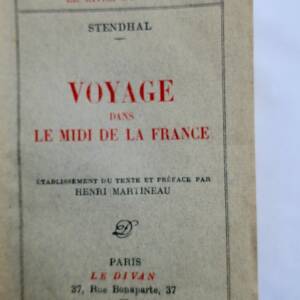 STENDHAL
VOYAGE
DANS
LE MIDI DE LA FRANCE
ÉTABLISSEMENT DU TEXTE ET PRÉFACE PAR
HENRI MARTINEAU
D
PARIS
LE DIVAN
37, Rue Bonaparte, 37